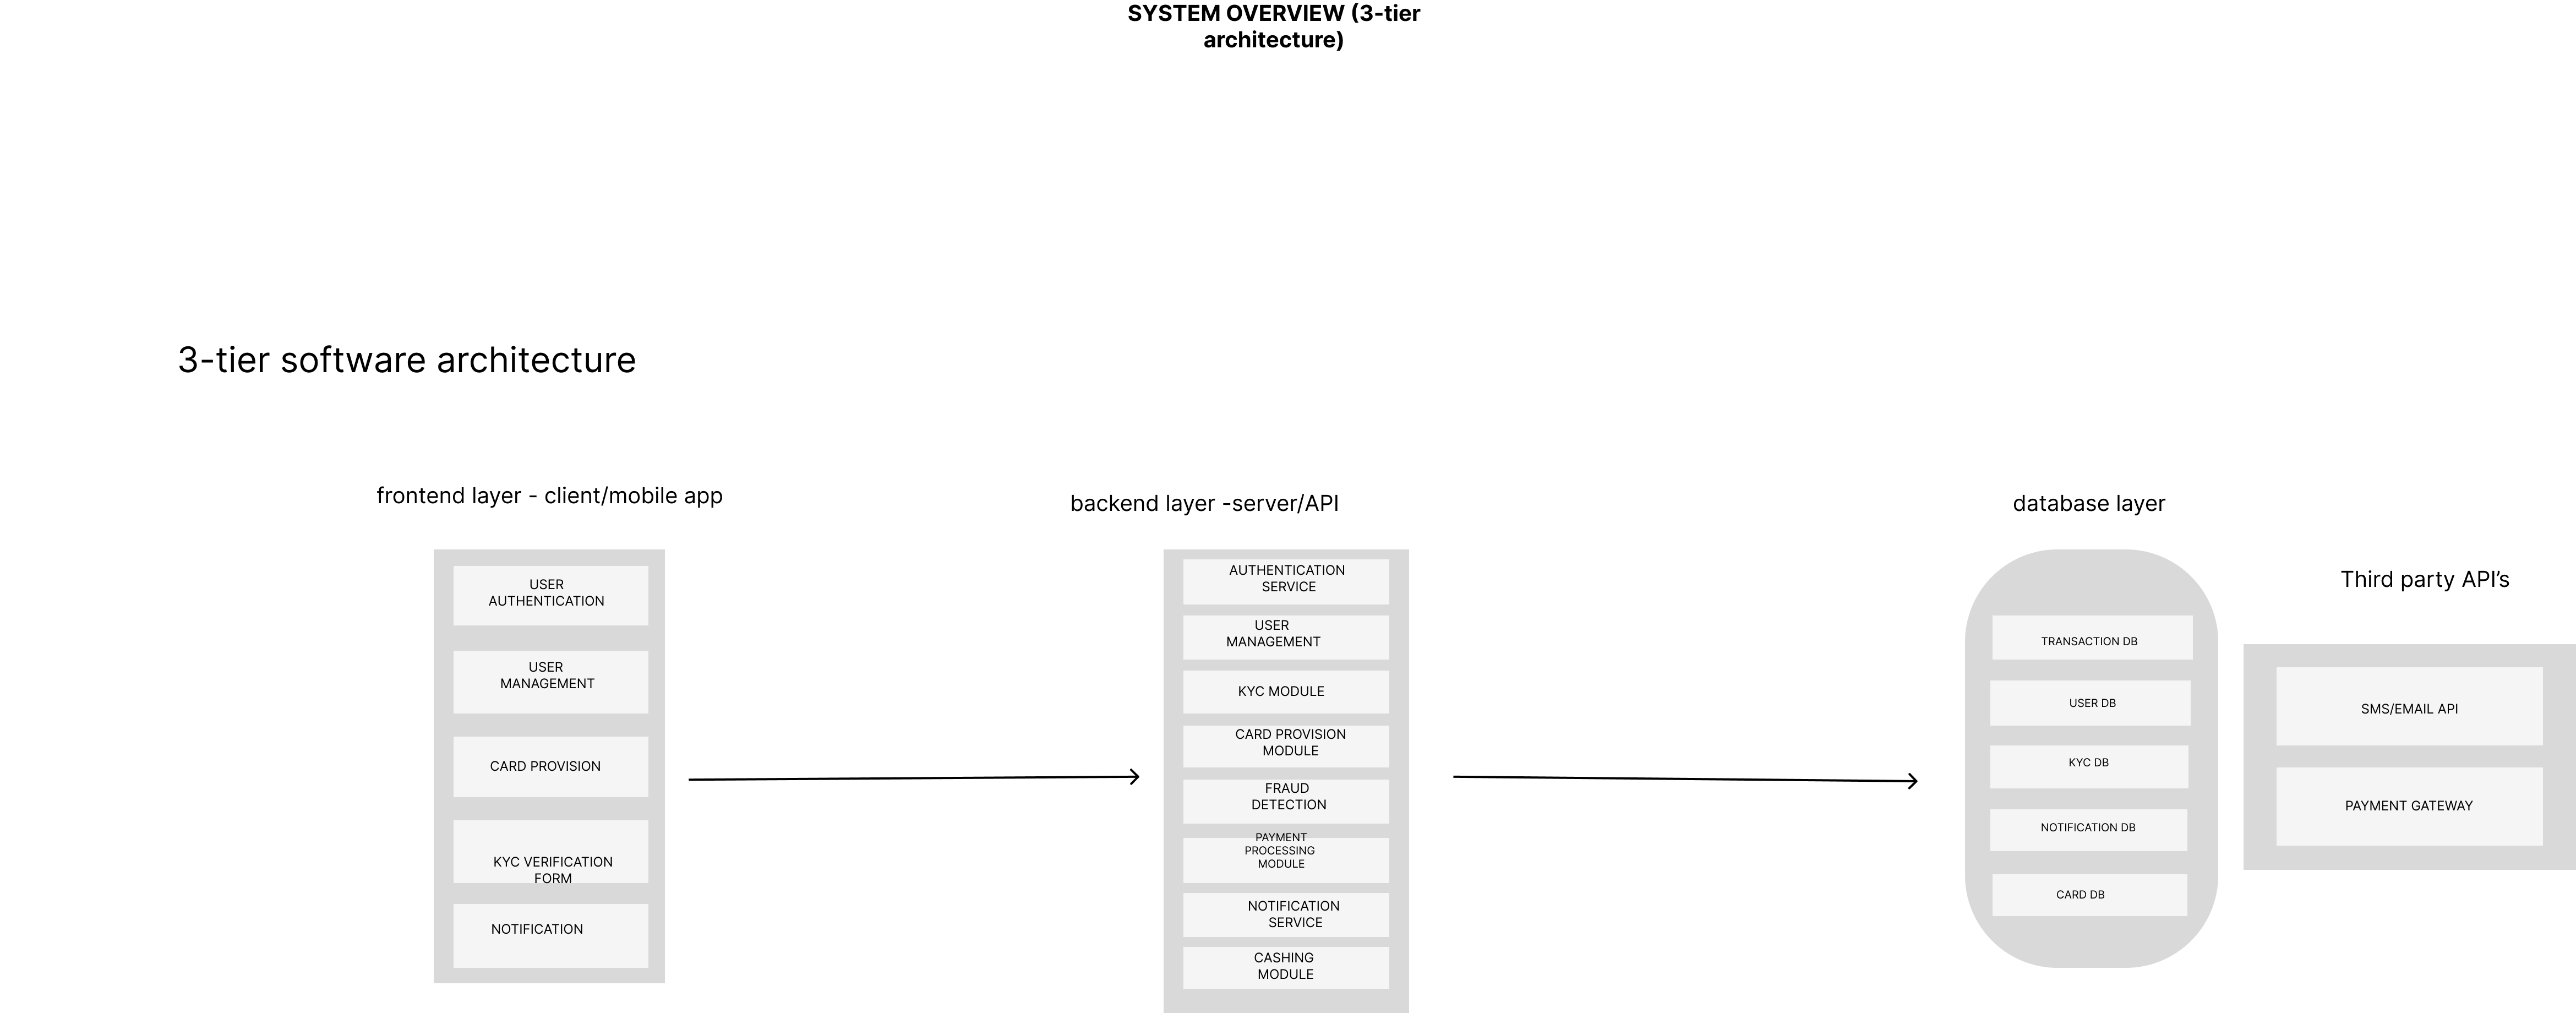 SYSTEM OVERVIEW (3-tier
architecture)
3-tier software architecture
frontend layer - client/mobile app
USER
AUTHENTICATION
USER
MANAGEMENT
CARD PROVISION
KYC VERIFICATION
FORM
NOTIFICATION
backend layer -server/API
AUTHENTICATION
SERVICE
USER
MANAGEMENT
KYC MODULE
CARD PROVISION
MODULE
FRAUD
DETECTION
PAYMENT
PROCESSING
MODULE
NOTIFICATION
SERVICE
CASHING
MODULE
database layer
TRANSACTION DB
USER DB
KYC DB
NOTIFICATION DB
CARD DB
Third party API’s
SMS/EMAIL API
PAYMENT GATEWAY